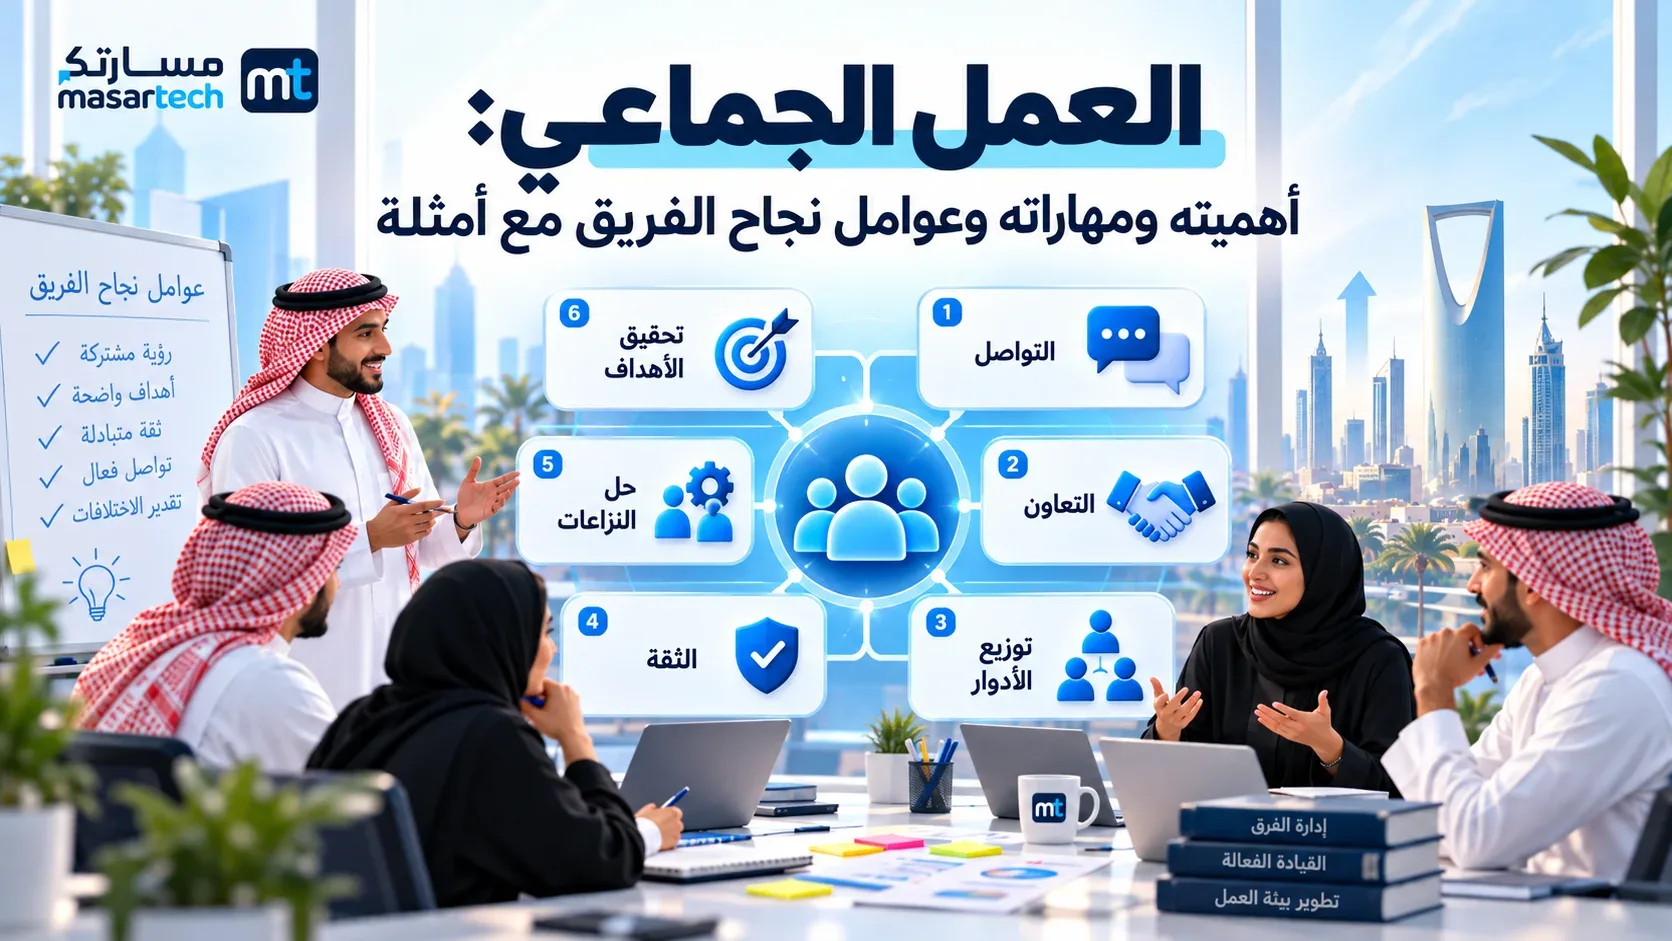 مسارتك
masartech
mt
العمل الجماعي:
أهميته ومهاراته وعوامل نجاح الفريق مع أمثلة
1
التواصل
2
التعاون
3
توزيع
الأدوار
4
الثقة
5
حل
النزاعات
6
تحقيق
الأهداف
عوامل نجاح الفريق
رؤية مشتركة
أهداف واضحة
ثقة متبادلة
تواصل فعال
تقدير الاختلافات
mt
إدارة الفرق
القيادة الفعالة
تطوير بيئة العمل